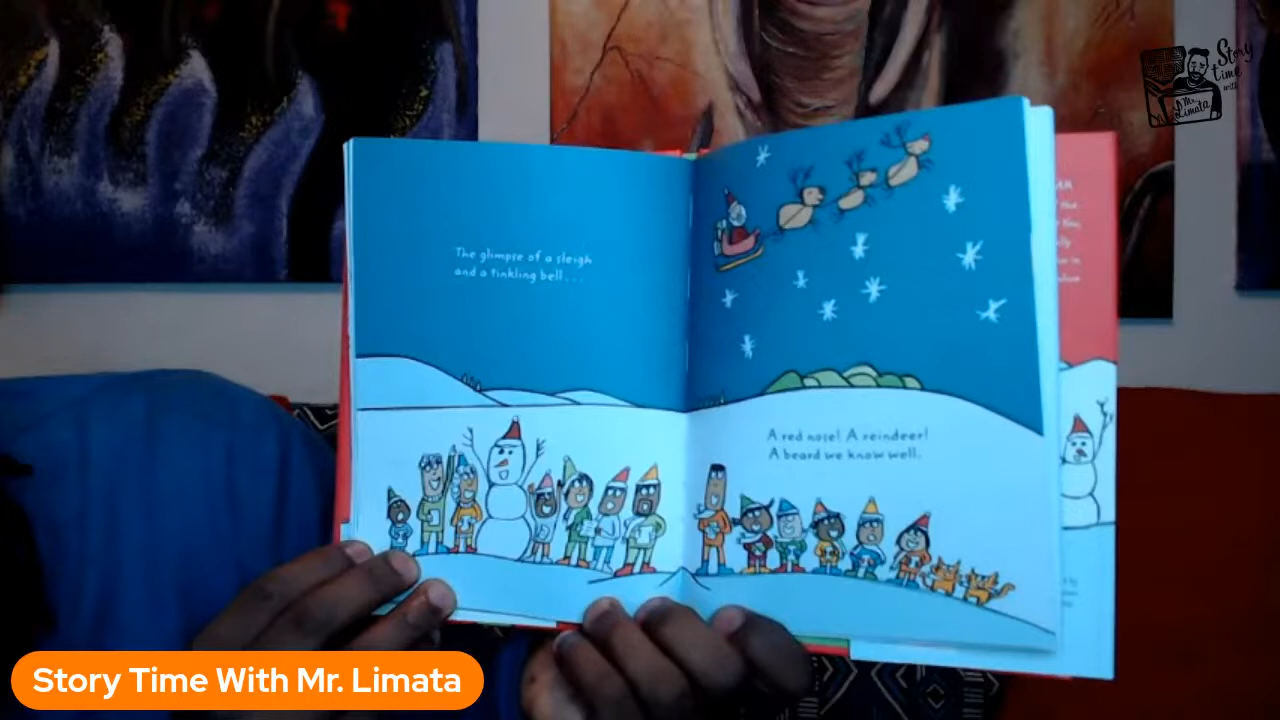 The glimpse of a sleigh
and a tinkling bell...
A red nose! A reindeer!
A beard we know well.
Story
time
with
Mr.
Limata
Story Time With Mr. Limata